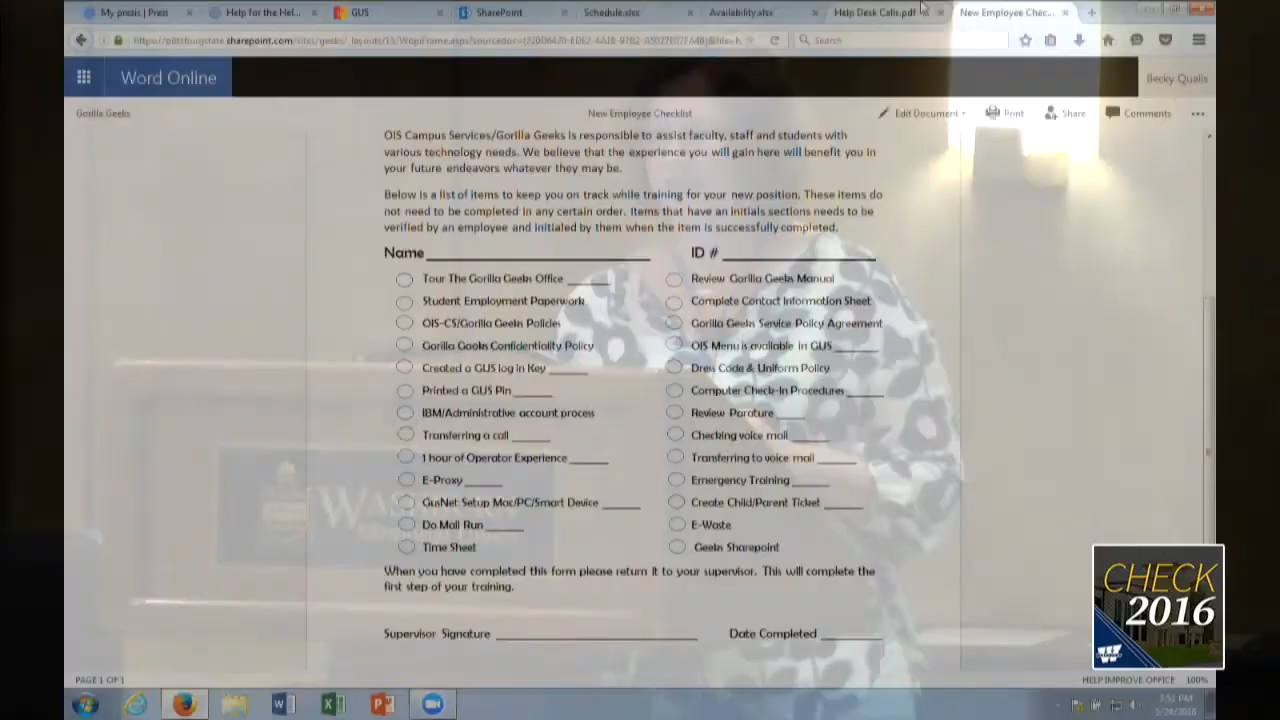 My prezis | Prezi
Help for the Hel...
GUS
SharePoint
Schedule.xlsx
Availability.xlsx
Help Desk Calls.pdf
New Employee Chec...
Search
Word Online
Becky Qualls
Gorilla Geeks
New Employee Checklist
Edit Document
Print
Share
Comments
OIS Campus Services/Gorilla Geeks is responsible to assist faculty, staff and students with
various technology needs. We believe that the experience you will gain here will benefit you in
your future endeavors whatever they may be.
Below is a list of items to keep you on track while training for your new position. These items do
not need to be completed in any certain order. Items that have an initials sections needs to be
verified by an employee and initialed by them when the item is successfully completed.
Name ID #
Tour The Gorilla Geeks Office
Review Gorilla Geeks Manual
Student Employment Paperwork
Complete Contact Information Sheet
OIS-CS/Gorilla Geeks Policies
Gorilla Geeks Service Policy Agreement
Gorilla Geeks Confidentiality Policy
OIS Menu is available in GUS
Created a GUS log in Key
Dress Code & Uniform Policy
Printed a GUS Pin
Computer Check-In Procedures
IBM/Administrative account process
Review Parature
Transferring a call
Checking voice mail
1 hour of Operator Experience
Transferring to voice mail
E-Proxy
Emergency Training
GusNet Setup Mac/PC/Smart Device
Create Child/Parent Ticket
Do Mail Run
E-Waste
Time Sheet
Geeks Sharepoint
When you have completed this form please return it to your supervisor. This will complete the
first step of your training.
Supervisor Signature Date Completed
CHECK
2016
PAGE 1 OF 1
HELP IMPROVE OFFICE 100%
3:51 PM
5/24/2016